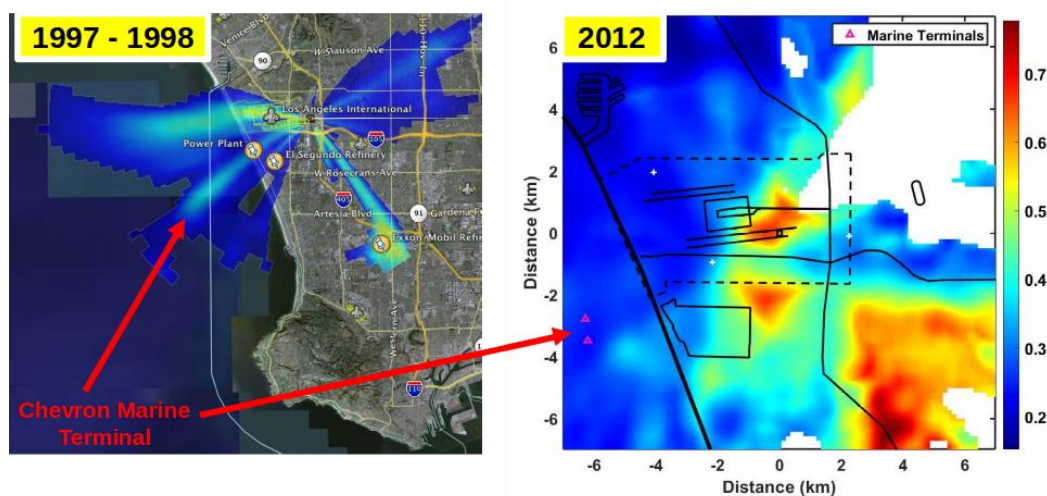 1997 - 1998
Venice Blvd
90
W Slauson Ave
Los Angeles International
105
Power Plant
El Segundo Refinery
W Rosecrans Ave
405
Artesia Blvd
91
Exxon-Mobil Refi
Western Ave
110
Chevron Marine
Terminal
2012
Marine Terminals
6
4
2
0
-2
-4
-6
Distance (km)
-6
-4
-2
0
2
4
6
Distance (km)
0.7
0.6
0.5
0.4
0.3
0.2